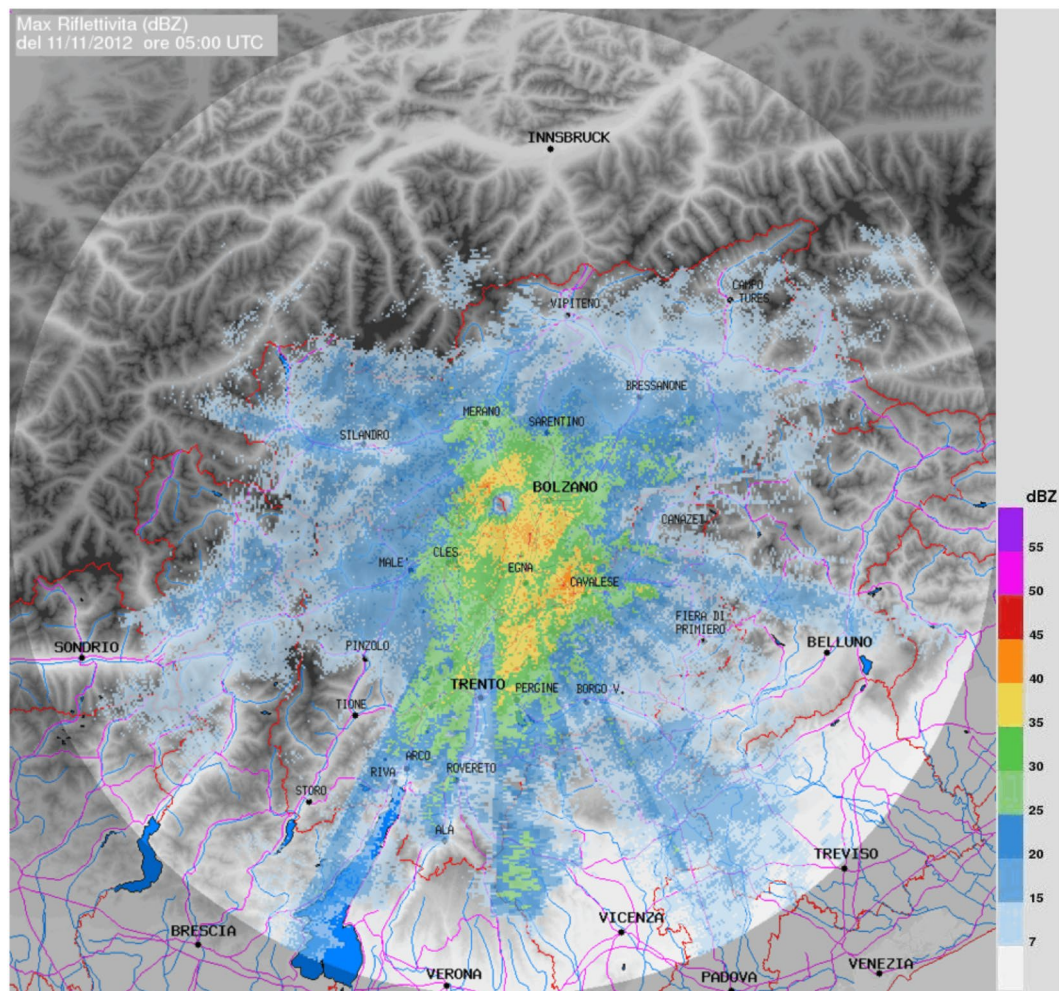 Max Riflettivita (dBZ)
del 11/11/2012 ore 05:00 UTC
INNSBRUCK
CAMPO
TURES
VIPITENO
BRESSANONE
MERANO
SARENTINO
SILANDRO
BOLZANO
dBZ
CANAZEI
55
CLES
MALE'
EGNA
CAVALESE
50
FIERA DI
PRIMIERO
45
SONDRIO
PINZOLO
BELLUNO
40
TRENTO
PERGINE
BORGO V.
TIONE
35
ARCO
RIVA
ROVERETO
30
STORO
25
ALA
TREVISO
20
15
VICENZA
BRESCIA
7
VERONA
PADOVA
VENEZIA